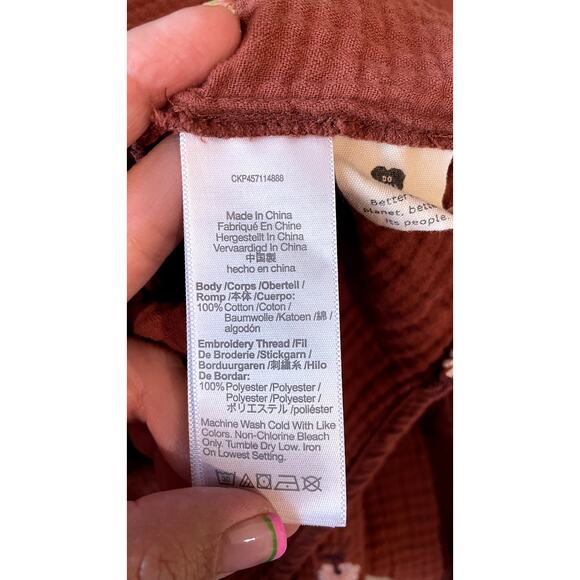 CKP457114888
Made In China
Fabriqué En Chine
Hergestellt In China
Vervaardigd In China
中国製
hecho en china
Body /Corps /Obertell /
Romp /本体 /Cuerpo:
100% Cotton /Coton /
Baumwolle /Katoen /綿 /
algodón
Embroidery Thread /Fil
De Broderie /Stickgarn /
Borduurgaren /刺繍糸 /Hilo
De Bordar:
100% Polyester /Polyester /
Polyester /Polyester /
ポリエステル /poliéster
Machine Wash Cold With Like
Colors. Non-Chlorine Bleach
Only. Tumble Dry Low. Iron
On Lowest Setting.
Better
planet, bett
its people.